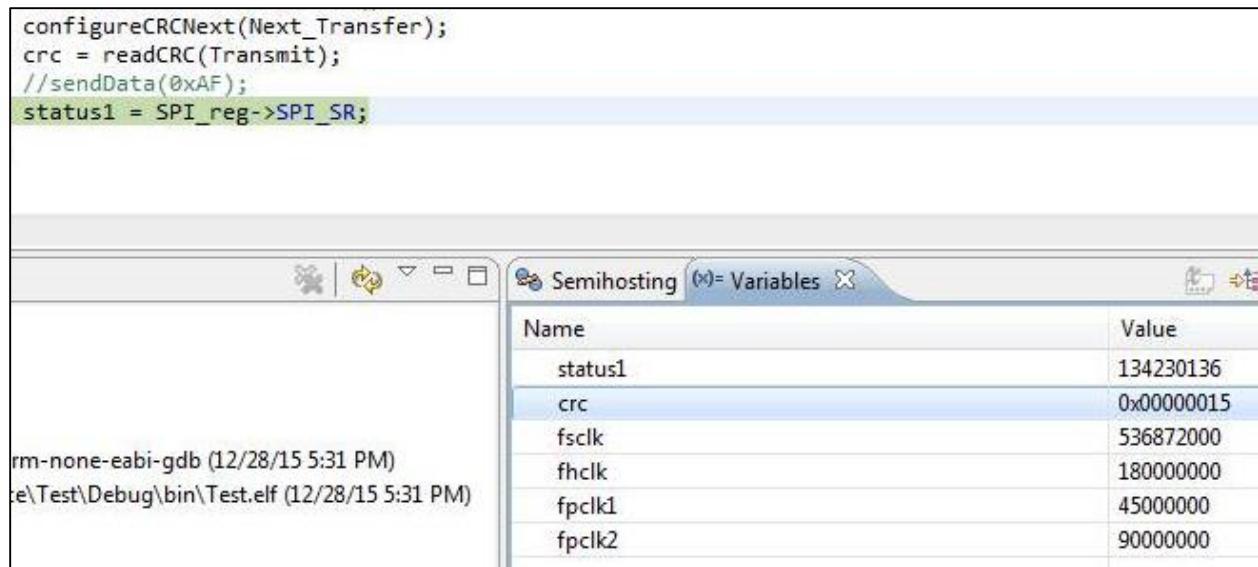 configureCRCNext(Next_Transfer);
crc = readCRC(Transmit);
//sendData(0xAF);
status1 = SPI_reg->SPI_SR;
Semihosting (x)= Variables
Name Value
status1 134230136
crc 0x00000015
fsclk 536872000
fhclk 180000000
fpclk1 45000000
fpclk2 90000000
rm-none-eabi-gdb (12/28/15 5:31 PM)
e\Test\Debug\bin\Test.elf (12/28/15 5:31 PM)